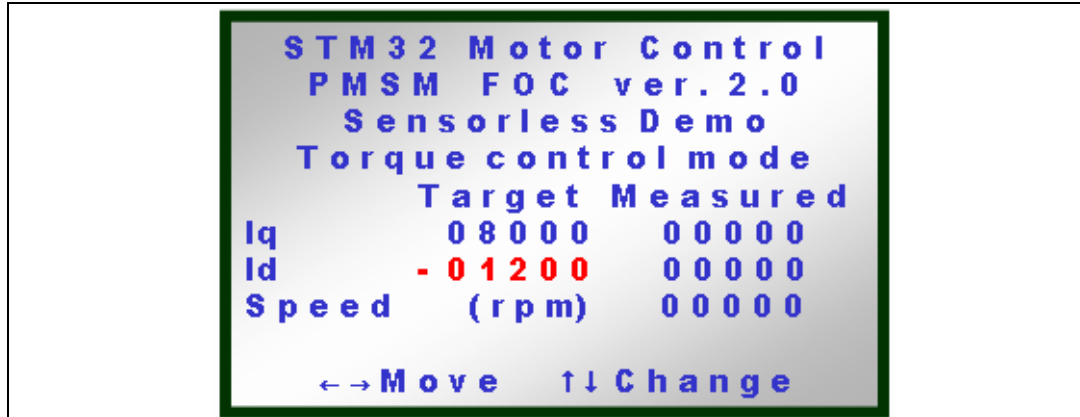 STM32 Motor Control
PMSM FOC ver.2.0
Sensorless Demo
Torque control mode
Target Measured
Iq 08000 00000
Id -01200 00000
Speed (rpm) 00000
←→Move ↑↓Change